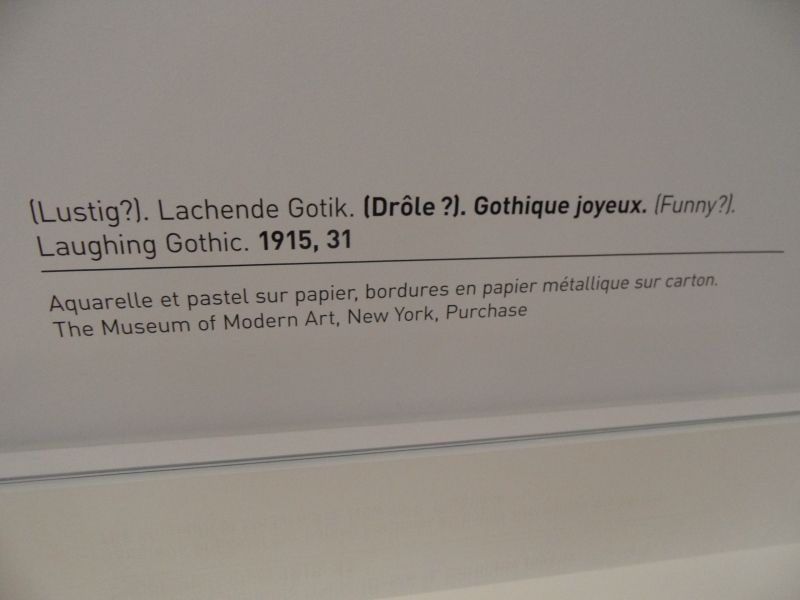 (Lustig?). Lachende Gotik. (Drôle ?). Gothique joyeux. (Funny?).
Laughing Gothic. 1915, 31
Aquarelle et pastel sur papier, bordures en papier métallique sur carton.
The Museum of Modern Art, New York, Purchase